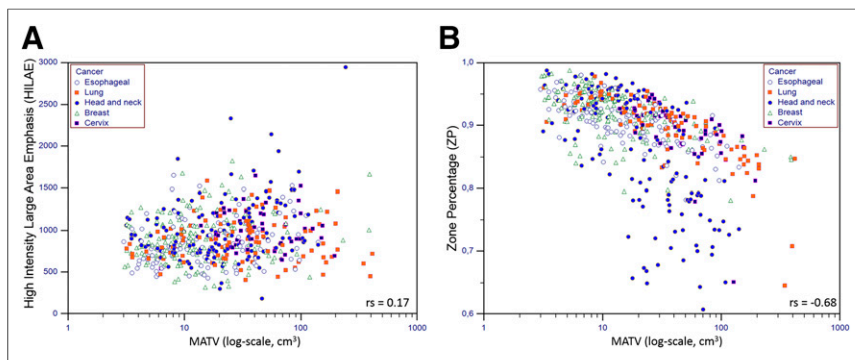 A
High Intensity Large Area Emphasis (HILAE)
3000
2500
2000
1500
1000
500
0
Cancer
Esophageal
Lung
Head and neck
Breast
Cervix
rs = 0.17
1
10
100
1000
MATV (log-scale, cm³)
B
Zone Percentage (ZP)
1,0
0,9
0,8
0,7
0,6
Cancer
Esophageal
Lung
Head and neck
Breast
Cervix
rs = -0.68
1
10
100
1000
MATV (log-scale, cm³)